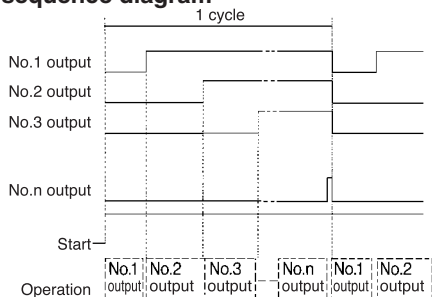 sequence diagram
1 cycle
No.1 output
No.2 output
No.3 output
No.n output
Start
No.1 No.2 No.3 No.n No.1 No.2
Operation output output output output output output